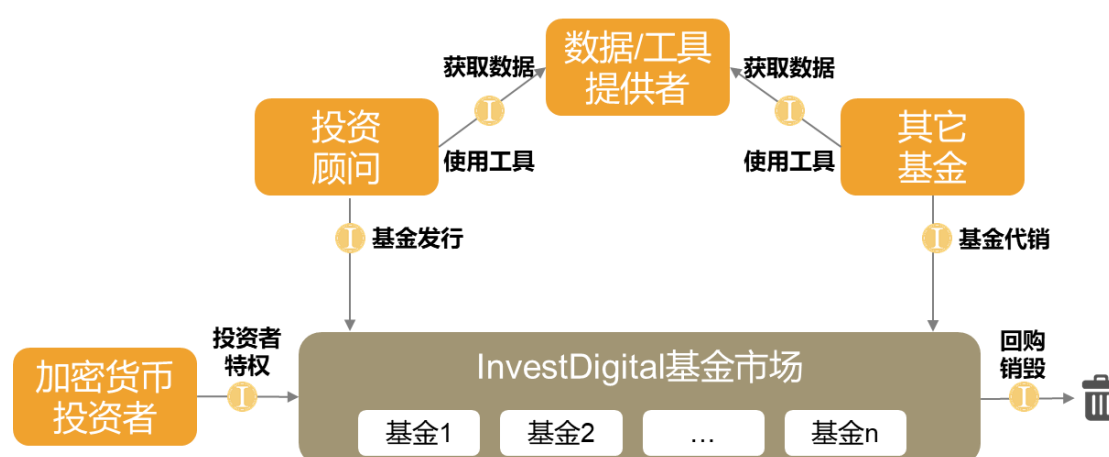 数据/工具
提供者
获取数据
获取数据
I
I
投资
顾问
其它
基金
使用工具
使用工具
I
基金发行
I
基金代销
投资者
特权
回购
销毁
加密货币
投资者
I
InvestDigital基金市场
I
基金1
基金2
...
基金n